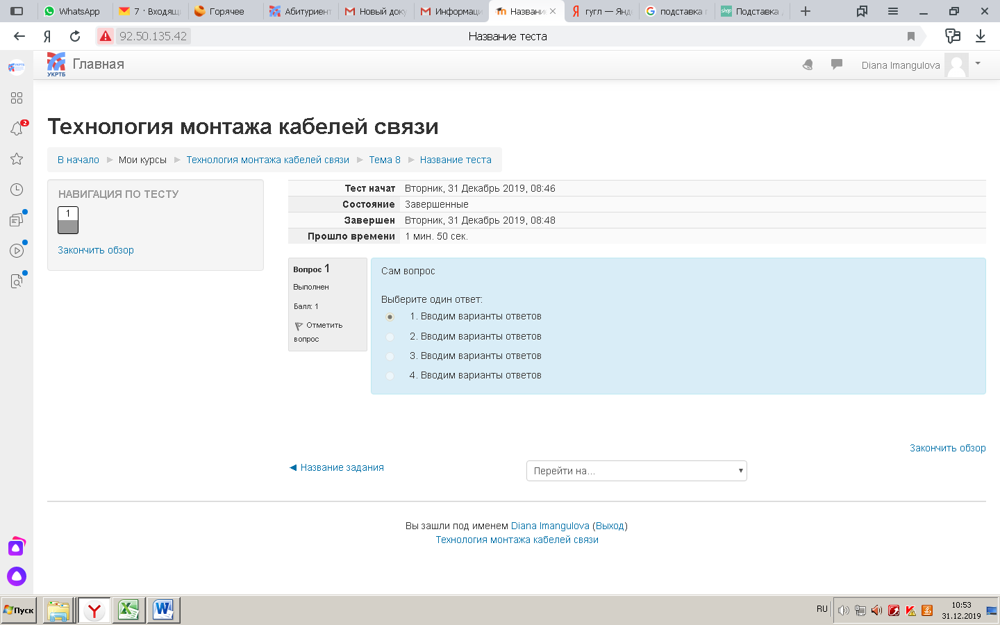 WhatsApp
7 · Входящ
Горячее
Абитуриент
Новый доку
Информаци
Названи
гугл — Янд
подставка
Подставка
92.50.135.42
Название теста
УКРТБ
Главная
Diana Imangulova
2
Технология монтажа кабелей связи
В начало ► Мои курсы ► Технология монтажа кабелей связи ► Тема 8 ► Название теста
НАВИГАЦИЯ ПО ТЕСТУ
1
Закончить обзор
Тест начат Вторник, 31 Декабрь 2019, 08:46
Состояние Завершенные
Завершен Вторник, 31 Декабрь 2019, 08:48
Прошло времени 1 мин. 50 сек.
Вопрос 1
Выполнен
Балл: 1
Отметить
вопрос
Сам вопрос
Выберите один ответ:
1. Вводим варианты ответов
2. Вводим варианты ответов
3. Вводим варианты ответов
4. Вводим варианты ответов
Закончить обзор
◄ Название задания
Перейти на...
Вы зашли под именем Diana Imangulova (Выход)
Технология монтажа кабелей связи
Пуск
RU
10:53
31.12.2019